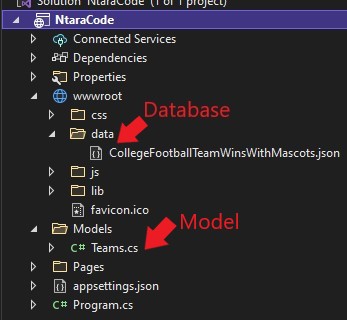 Solution 'NtaraCode' (1 of 1 project)
NtaraCode
Connected Services
Dependencies
Properties
wwwroot
Database
css
data
CollegeFootballTeamWinsWithMascots.json
js
lib
favicon.ico
Model
Models
C# Teams.cs
Pages
appsettings.json
C# Program.cs